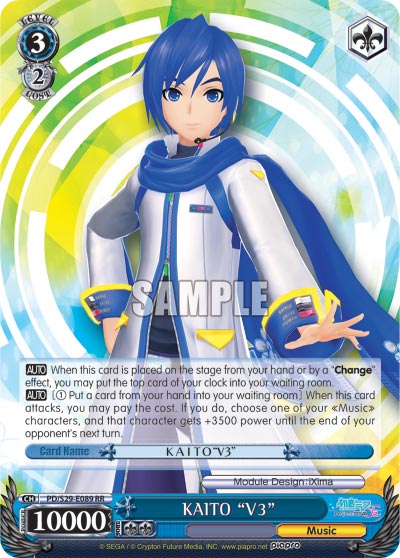 LEVEL
3
2
COST
SAMPLE
AUTO When this card is placed on the stage from your hand or by a "Change"
effect, you may put the top card of your clock into your waiting room.
AUTO [① Put a card from your hand into your waiting room] When this card
attacks, you may pay the cost. If you do, choose one of your ≪Music≫
characters, and that character gets +3500 power until the end of your
opponent's next turn.
Card Name
KAITO"V3"
Module Design:iXima
CH PD/S29-E089 RR
POWER
10000
SOUL
KAITO "V3"
Music
© SEGA / © Crypton Future Media, INC. www.piapro.net piapro